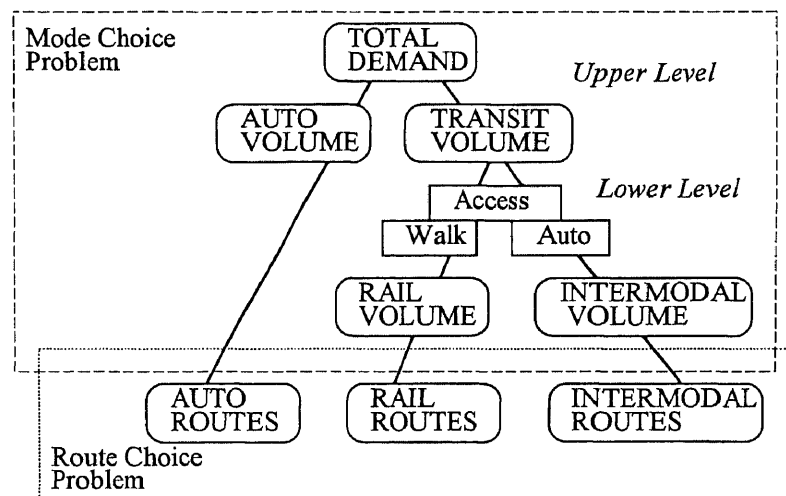 Mode Choice
Problem
TOTAL
DEMAND
Upper Level
AUTO
VOLUME
TRANSIT
VOLUME
Lower Level
Access
Walk
Auto
RAIL
VOLUME
INTERMODAL
VOLUME
AUTO
ROUTES
RAIL
ROUTES
INTERMODAL
ROUTES
Route Choice
Problem